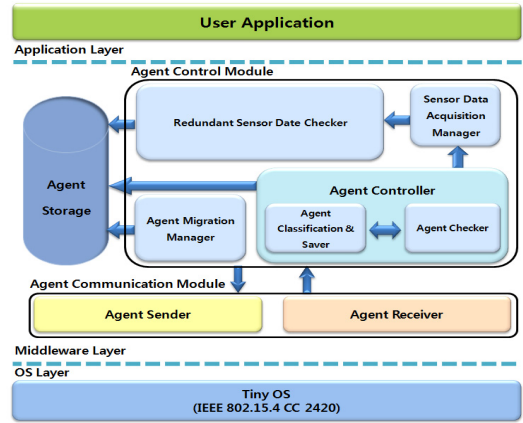 User Application
Application Layer
Agent Control Module
Redundant Sensor Date Checker
Sensor Data
Acquisition
Manager
Agent
Storage
Agent Controller
Agent Migration
Manager
Agent
Classification &
Saver
Agent Checker
Agent Communication Module
Agent Sender
Agent Receiver
Middleware Layer
OS Layer
Tiny OS
(IEEE 802.15.4 CC 2420)